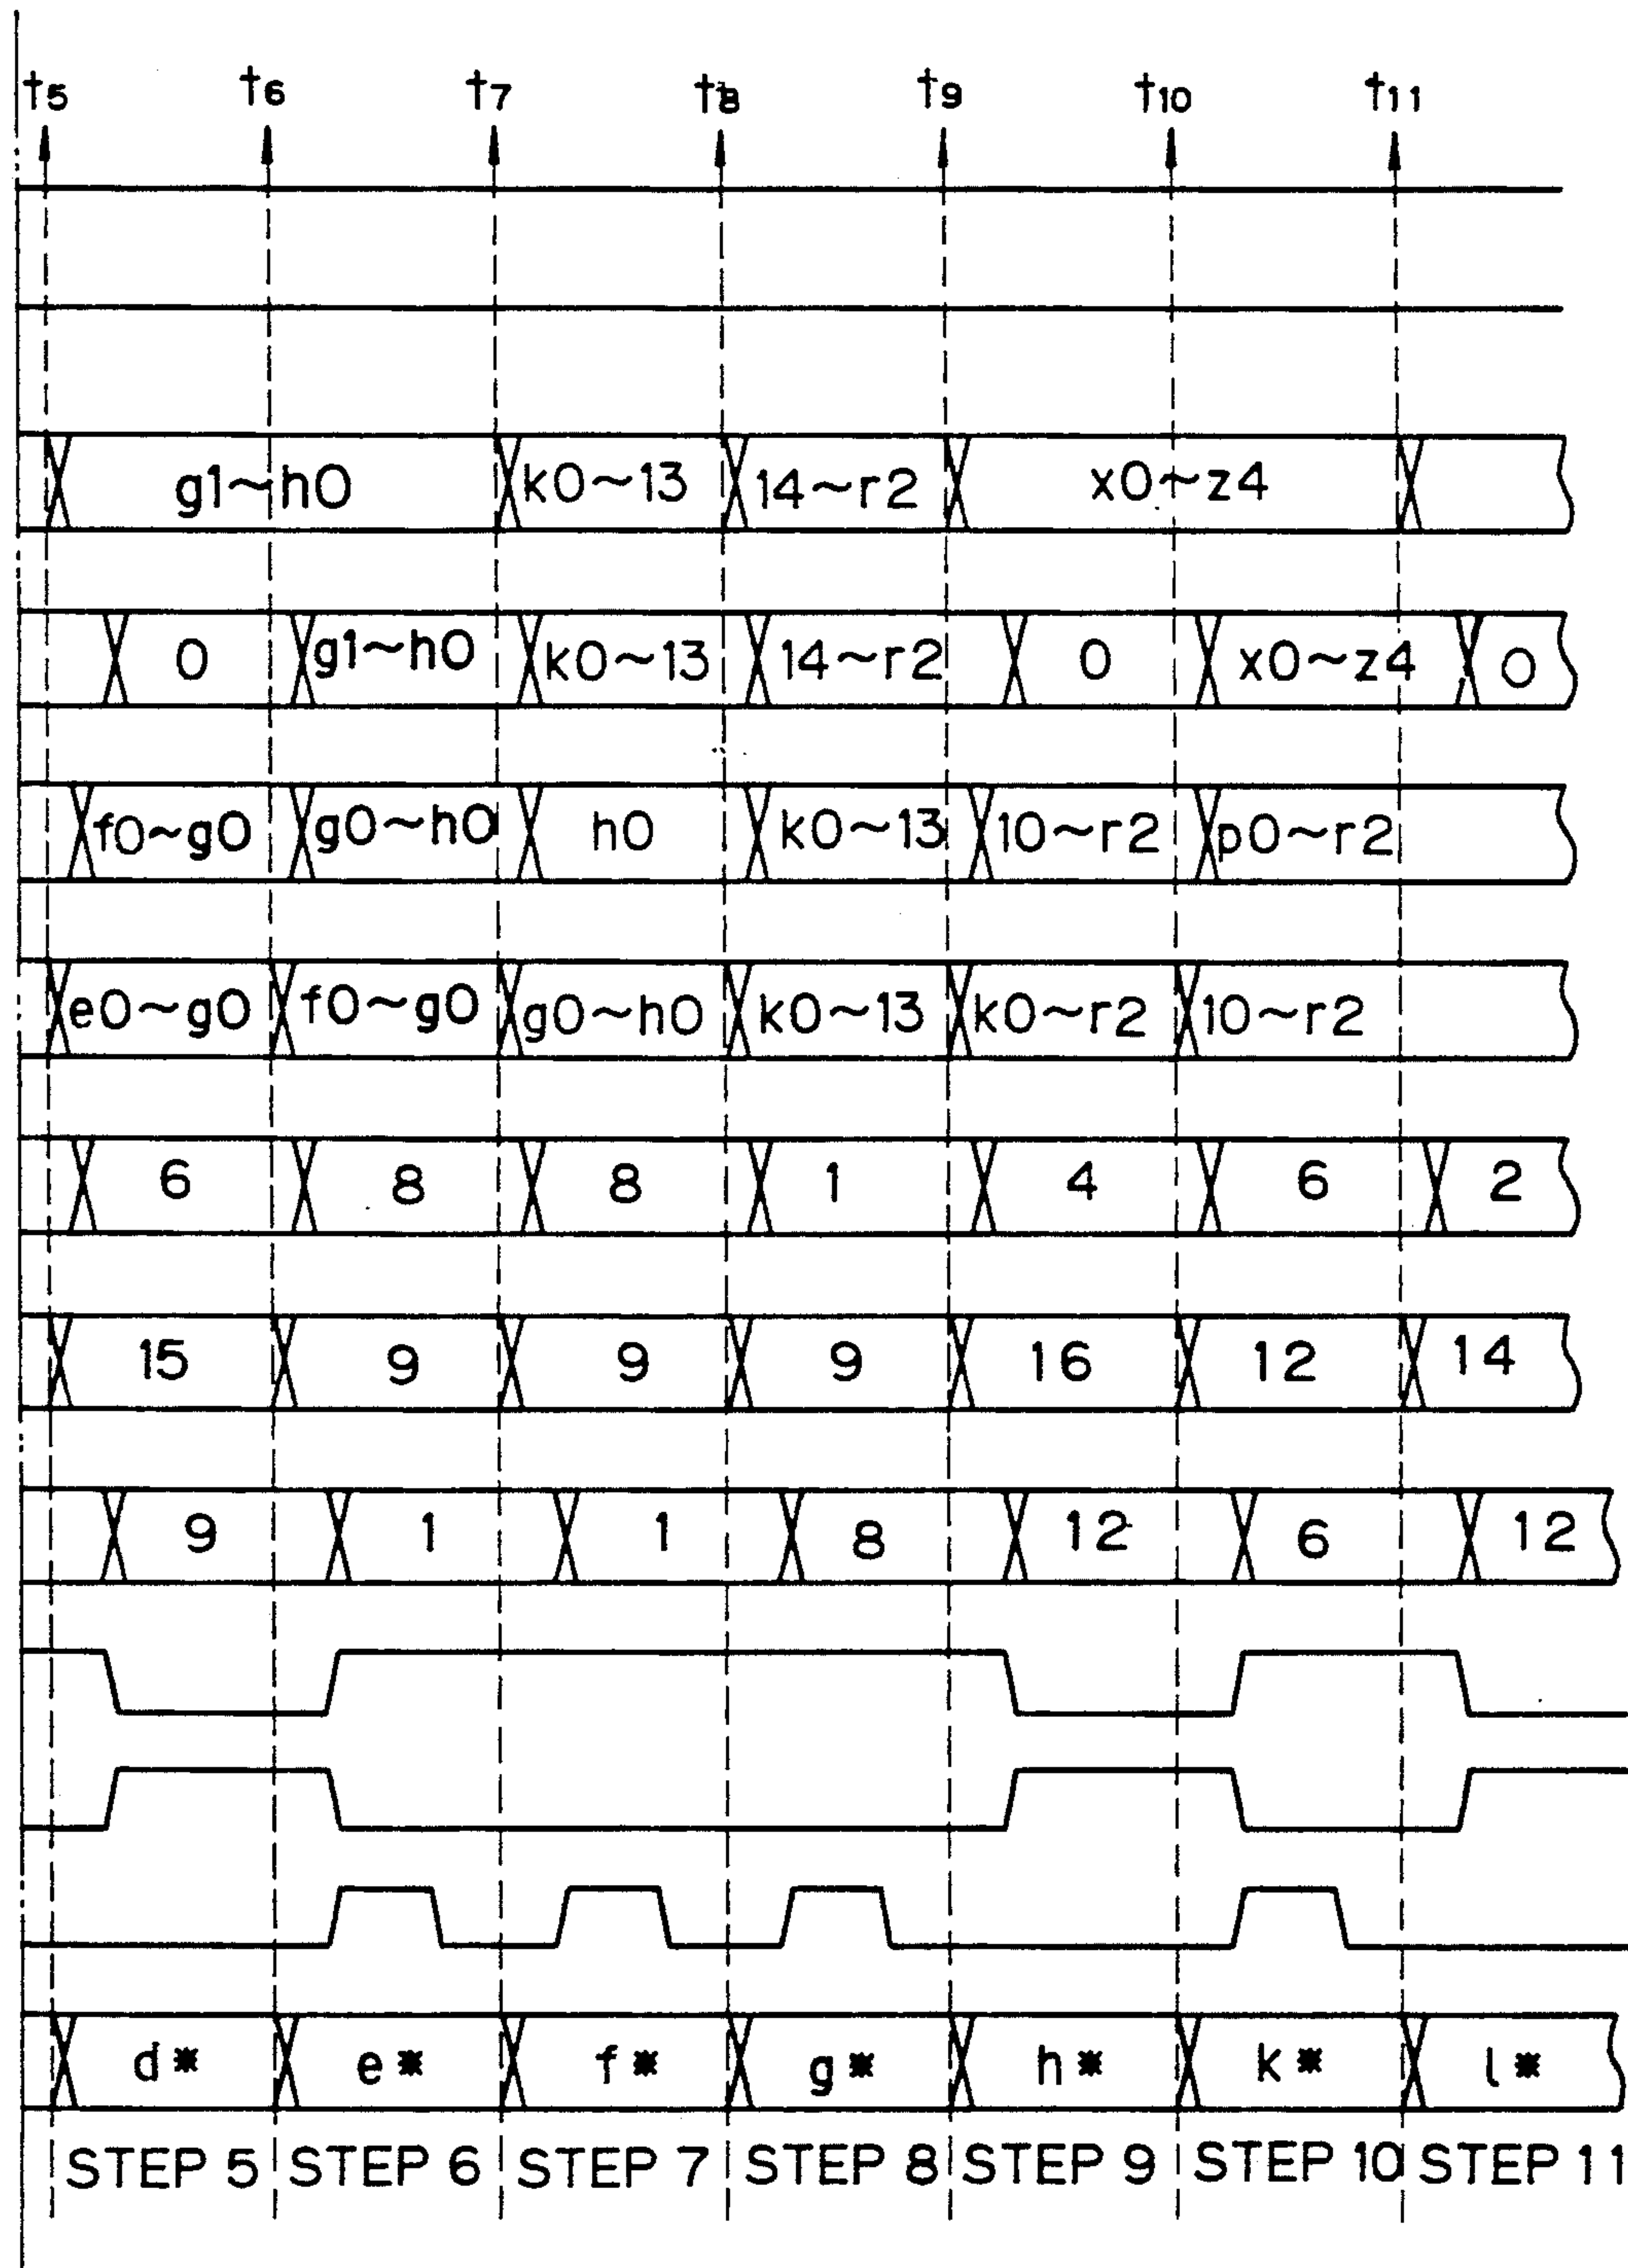 t5 t6 t7 t8 t9 t10 t11
g1~h0 k0~13 14~r2 x0~z4
0 g1~h0 k0~13 14~r2 0 x0~z4 0
f0~g0 g0~h0 h0 k0~13 10~r2 p0~r2
e0~g0 f0~g0 g0~h0 k0~13 k0~r2 10~r2
6 8 8 1 4 6 2
15 9 9 9 16 12 14
9 1 1 8 12 6 12
d* e* f* g* h* k* l*
STEP 5 STEP 6 STEP 7 STEP 8 STEP 9 STEP 10 STEP 11